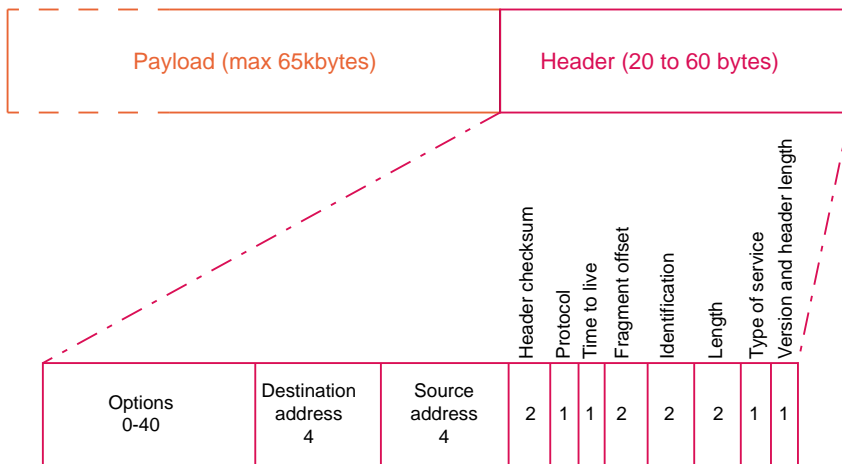 Payload (max 65kbytes)
Header (20 to 60 bytes)
Header checksum
Protocol
Time to live
Fragment offset
Identification
Length
Type of service
Version and header length
Options
0-40
Destination
address
4
Source
address
4
2
1
1
2
2
2
1
1